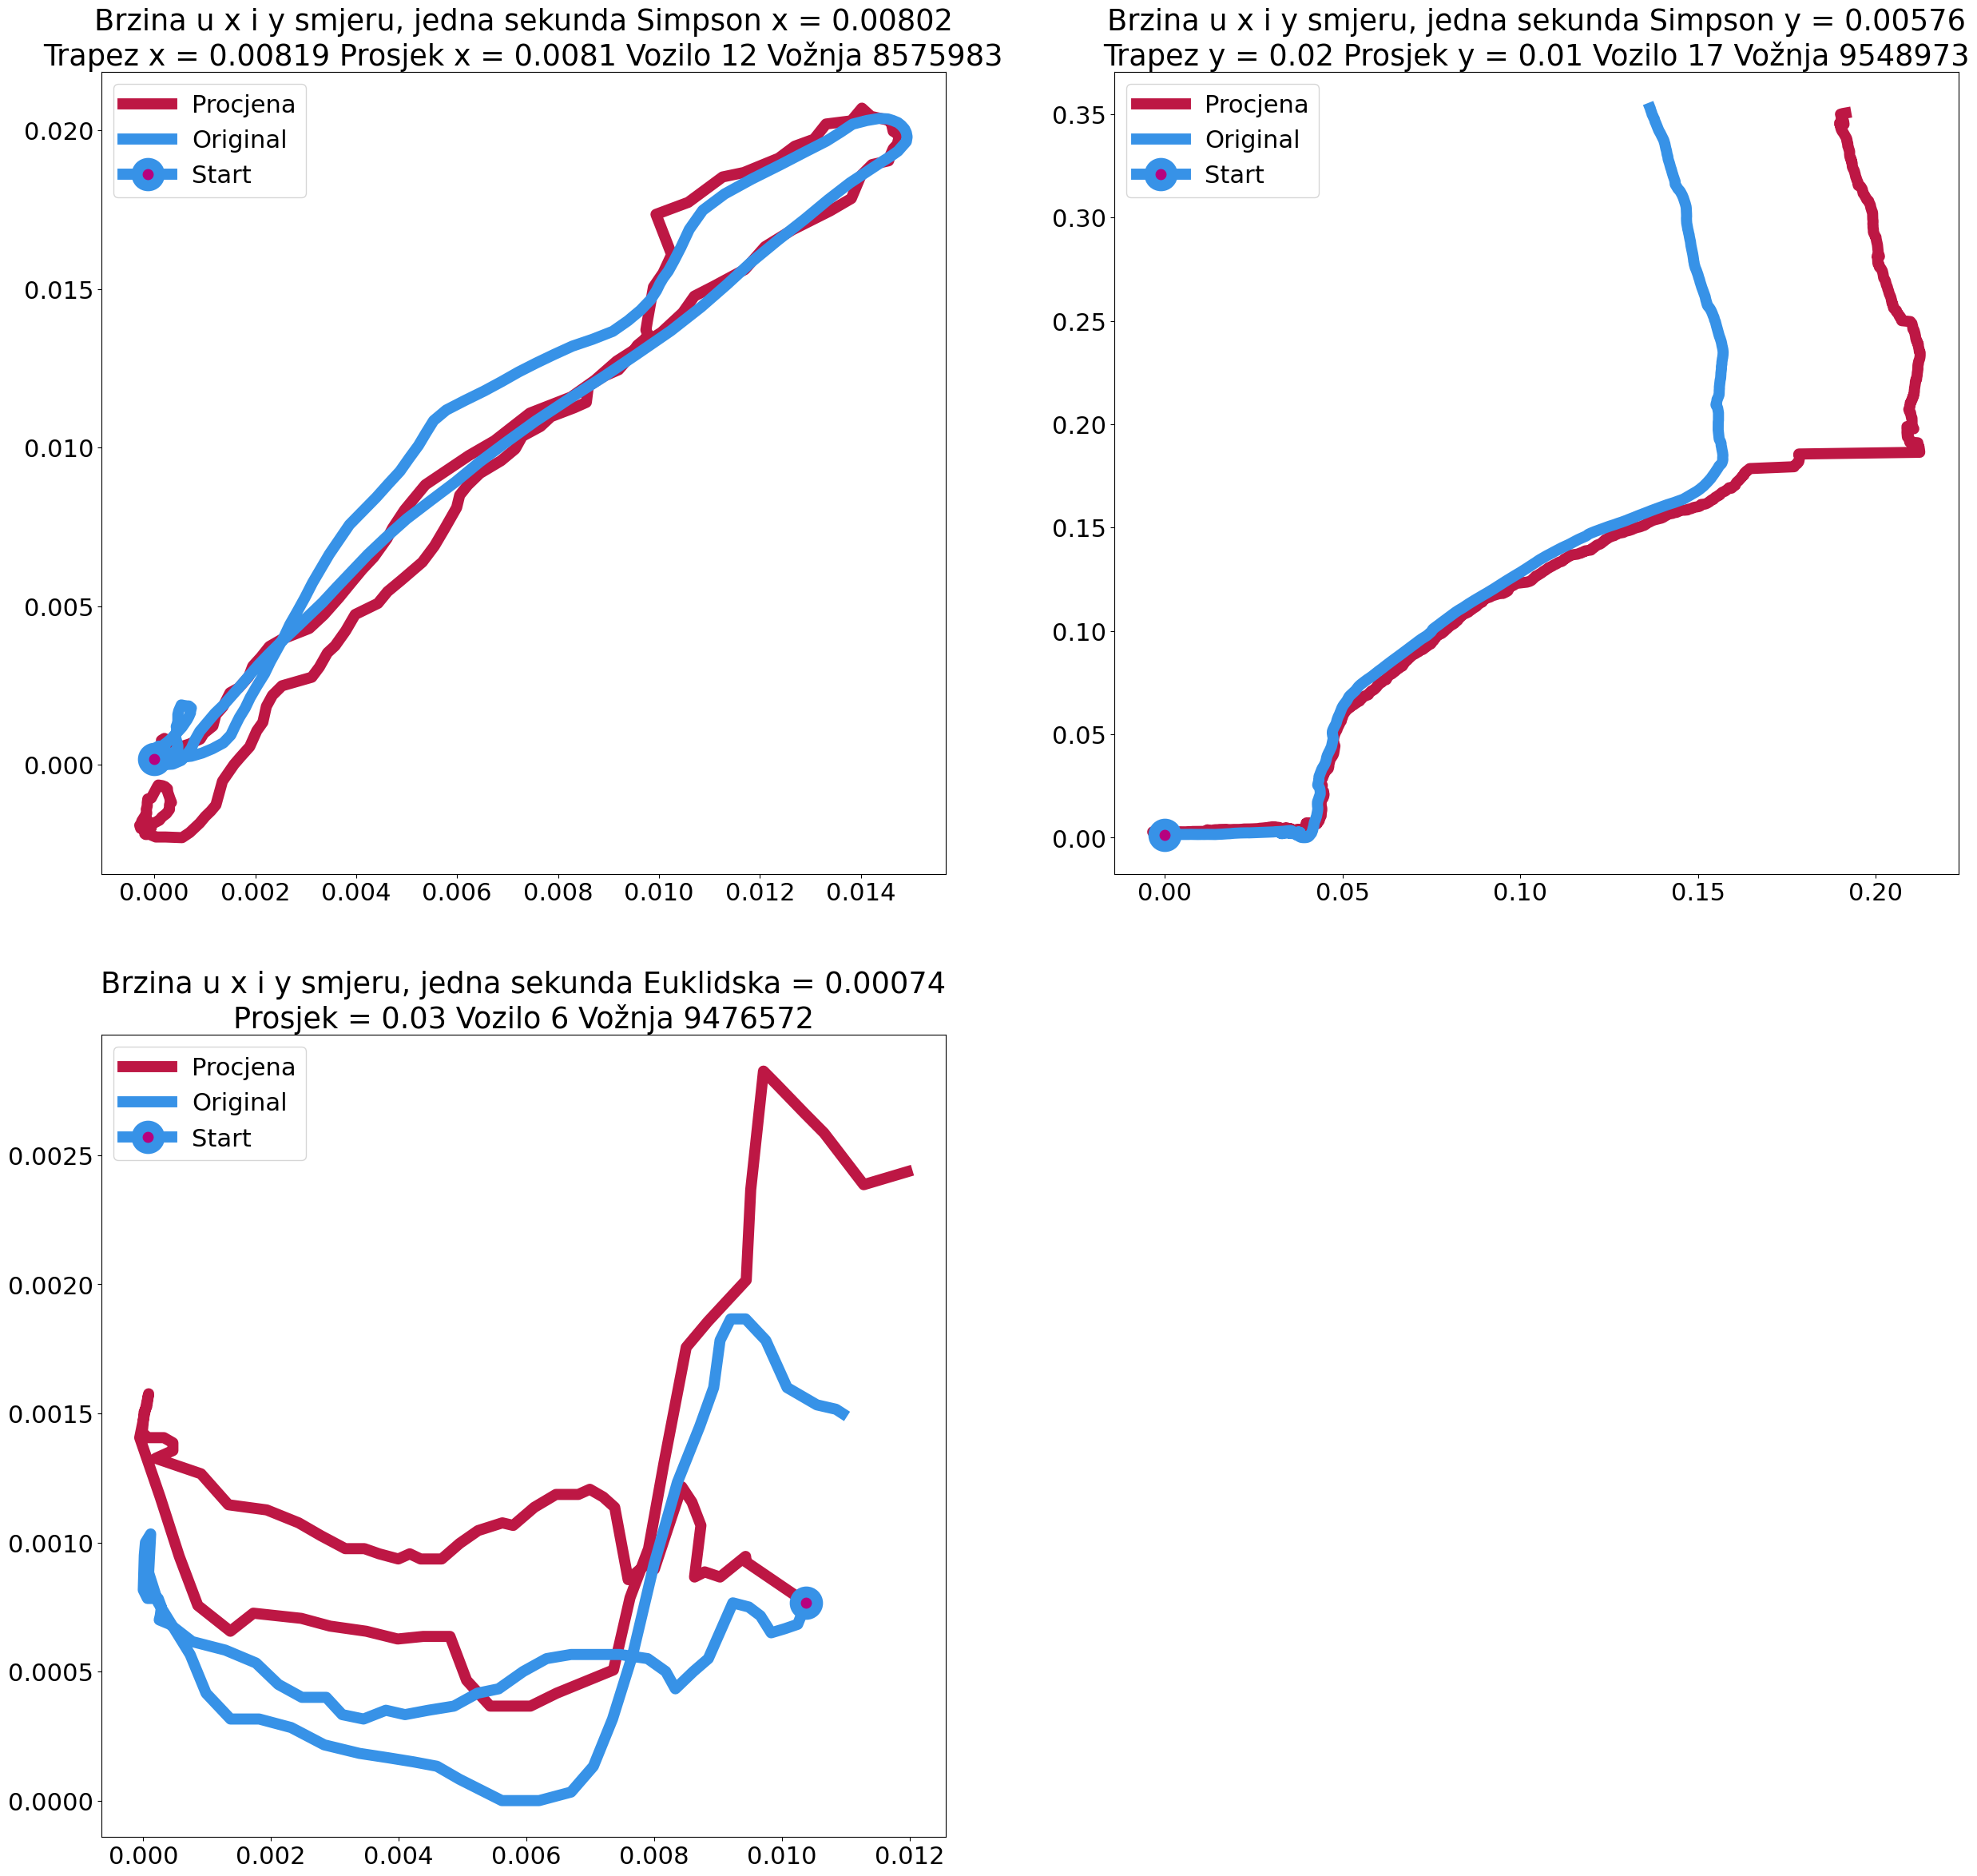 Brzina u x i y smjeru, jedna sekunda Simpson x = 0.00802
Trapez x = 0.00819 Prosjek x = 0.0081 Vozilo 12 Vožnja 8575983
Procjena
Original
Start
0.020
0.015
0.010
0.005
0.000
0.000 0.002 0.004 0.006 0.008 0.010 0.012 0.014
Brzina u x i y smjeru, jedna sekunda Simpson y = 0.00576
Trapez y = 0.02 Prosjek y = 0.01 Vozilo 17 Vožnja 9548973
Procjena
Original
Start
0.35
0.30
0.25
0.20
0.15
0.10
0.05
0.00
0.00 0.05 0.10 0.15 0.20
Brzina u x i y smjeru, jedna sekunda Euklidska = 0.00074
Prosjek = 0.03 Vozilo 6 Vožnja 9476572
Procjena
Original
Start
0.0025
0.0020
0.0015
0.0010
0.0005
0.0000
0.000 0.002 0.004 0.006 0.008 0.010 0.012